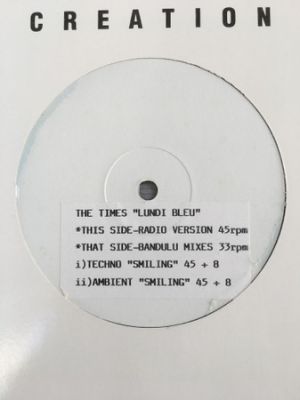 CREATION
THE TIMES "LUNDI BLEU"
*THIS SIDE-RADIO VERSION 45rpm
*THAT SIDE-BANDULU MIXES 33rpm
i)TECHNO "SMILING" 45 + 8
ii)AMBIENT "SMILING" 45 + 8